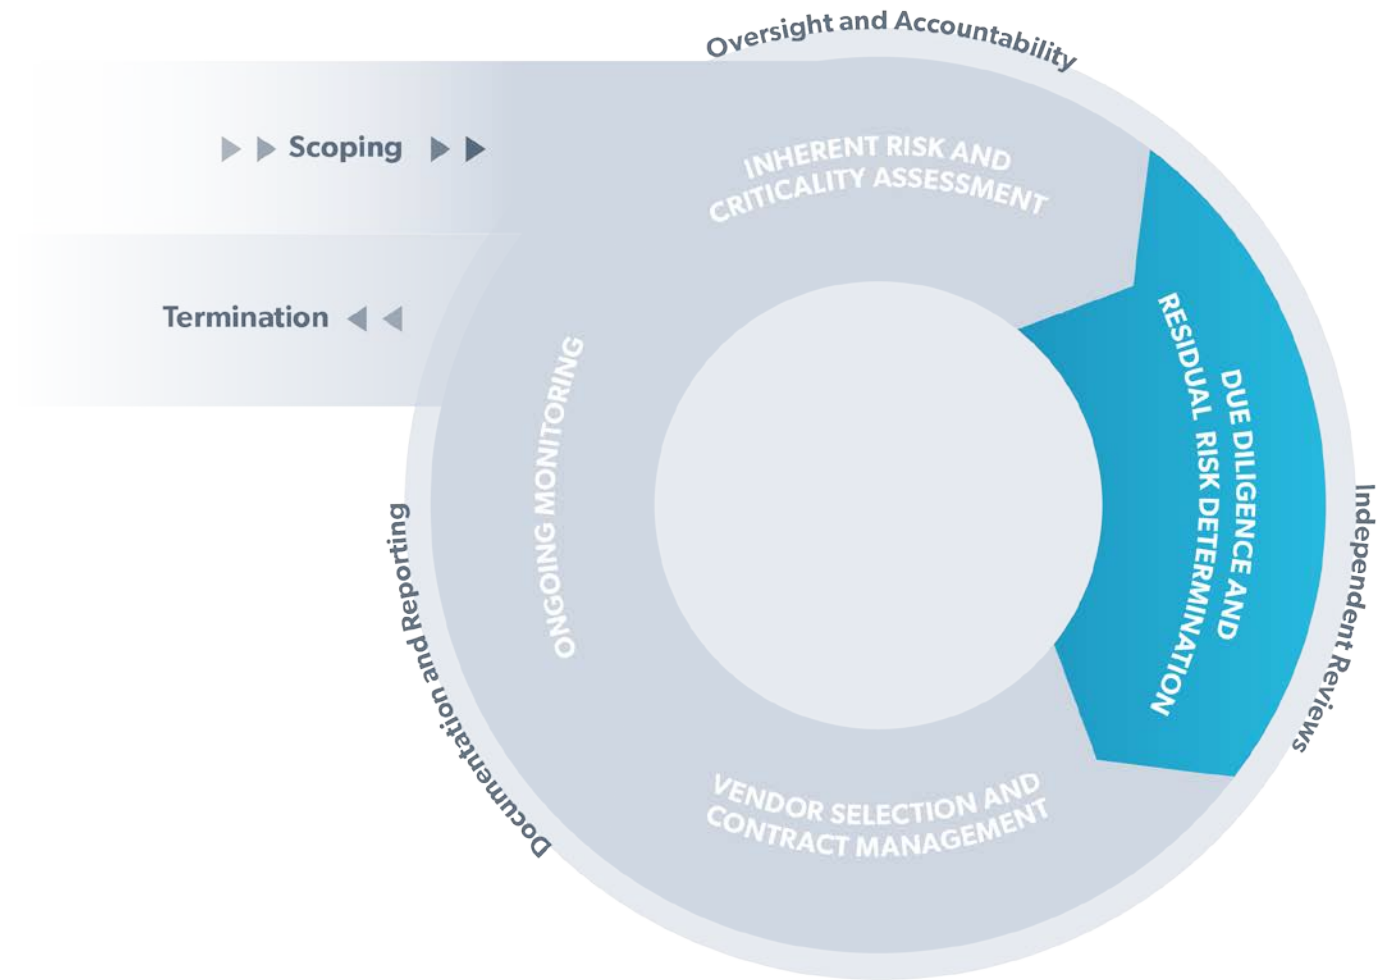 Oversight and Accountability
Scoping
INHERENT RISK AND
CRITICALITY ASSESSMENT
Termination
DUE DILIGENCE AND
RESIDUAL RISK DETERMINATION
Independent Reviews
VENDOR SELECTION AND
CONTRACT MANAGEMENT
ONGOING MONITORING
Documentation and Reporting